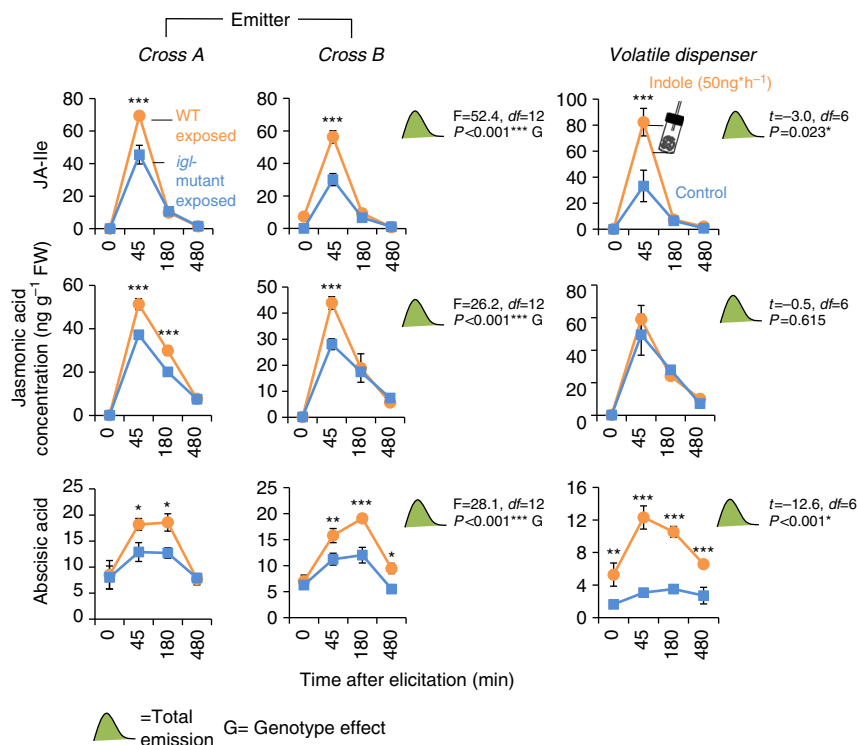 Emitter
Cross A
Cross B
Volatile dispenser
Jasmonic acid
concentration (ng g⁻¹ FW)
JA-Ile
80
60
40
20
0
***
WT
exposed
igl-
mutant
exposed
0 45 180 480
80
60
40
20
0
***
0 45 180 480
F=52.4, df=12
P<0.001*** G
100
80
60
40
20
0
***
Indole (50ng*h⁻¹)
Control
0 45 180 480
t=−3.0, df=6
P=0.023*
60
40
20
0
***
***
0 45 180 480
50
40
30
20
10
0
***
0 45 180 480
F=26.2, df=12
P<0.001*** G
80
60
40
20
0
0 45 180 480
t=−0.5, df=6
P=0.615
Abscisic acid
25
20
15
10
5
0
*
*
0 45 180 480
25
20
15
10
5
0
**
***
*
0 45 180 480
F=28.1, df=12
P<0.001*** G
16
12
8
4
0
**
***
***
***
0 45 180 480
t=−12.6, df=6
P<0.001*
Time after elicitation (min)
=Total
emission
G= Genotype effect